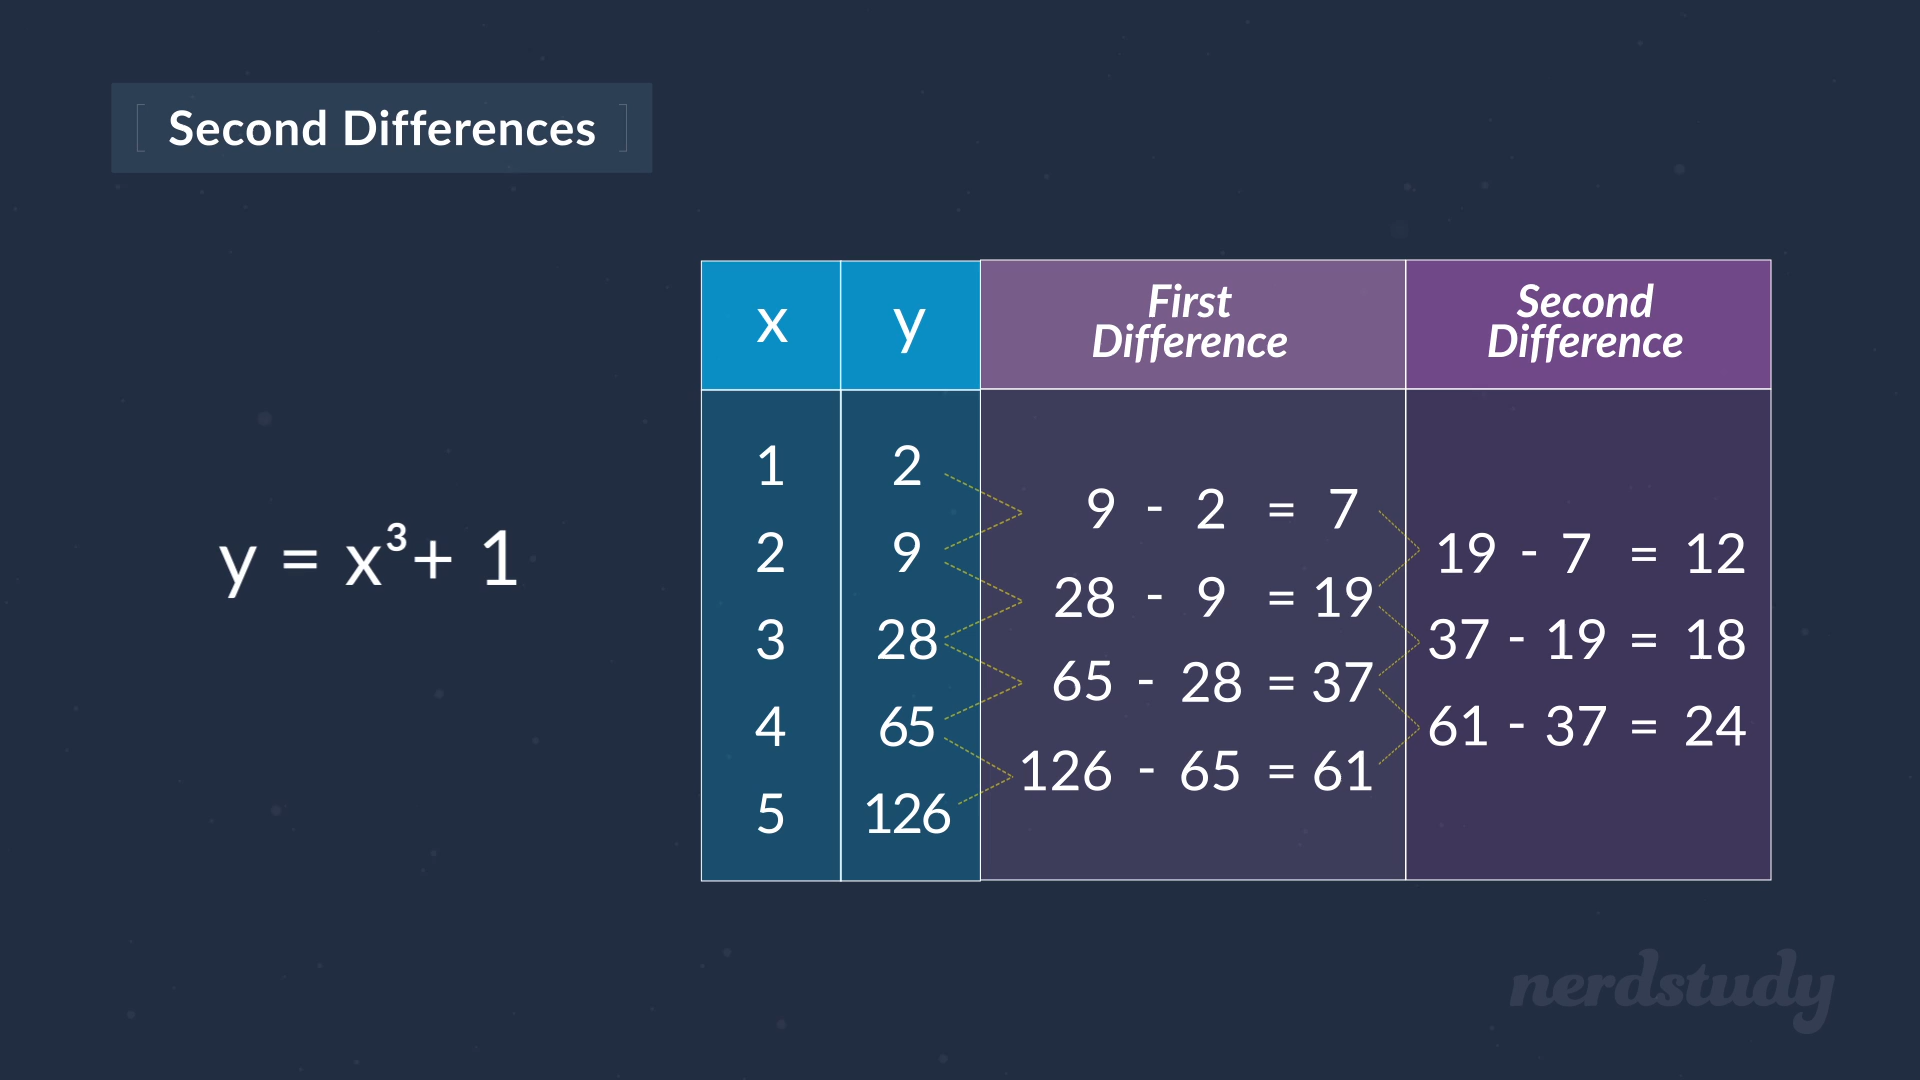 Second Differences
y = x³ + 1
x y First Difference Second Difference
1 2
9 - 2 = 7
2 9 19 - 7 = 12
28 - 9 = 19
3 28 37 - 19 = 18
65 - 28 = 37
4 65 61 - 37 = 24
126 - 65 = 61
5 126
nerdstudy